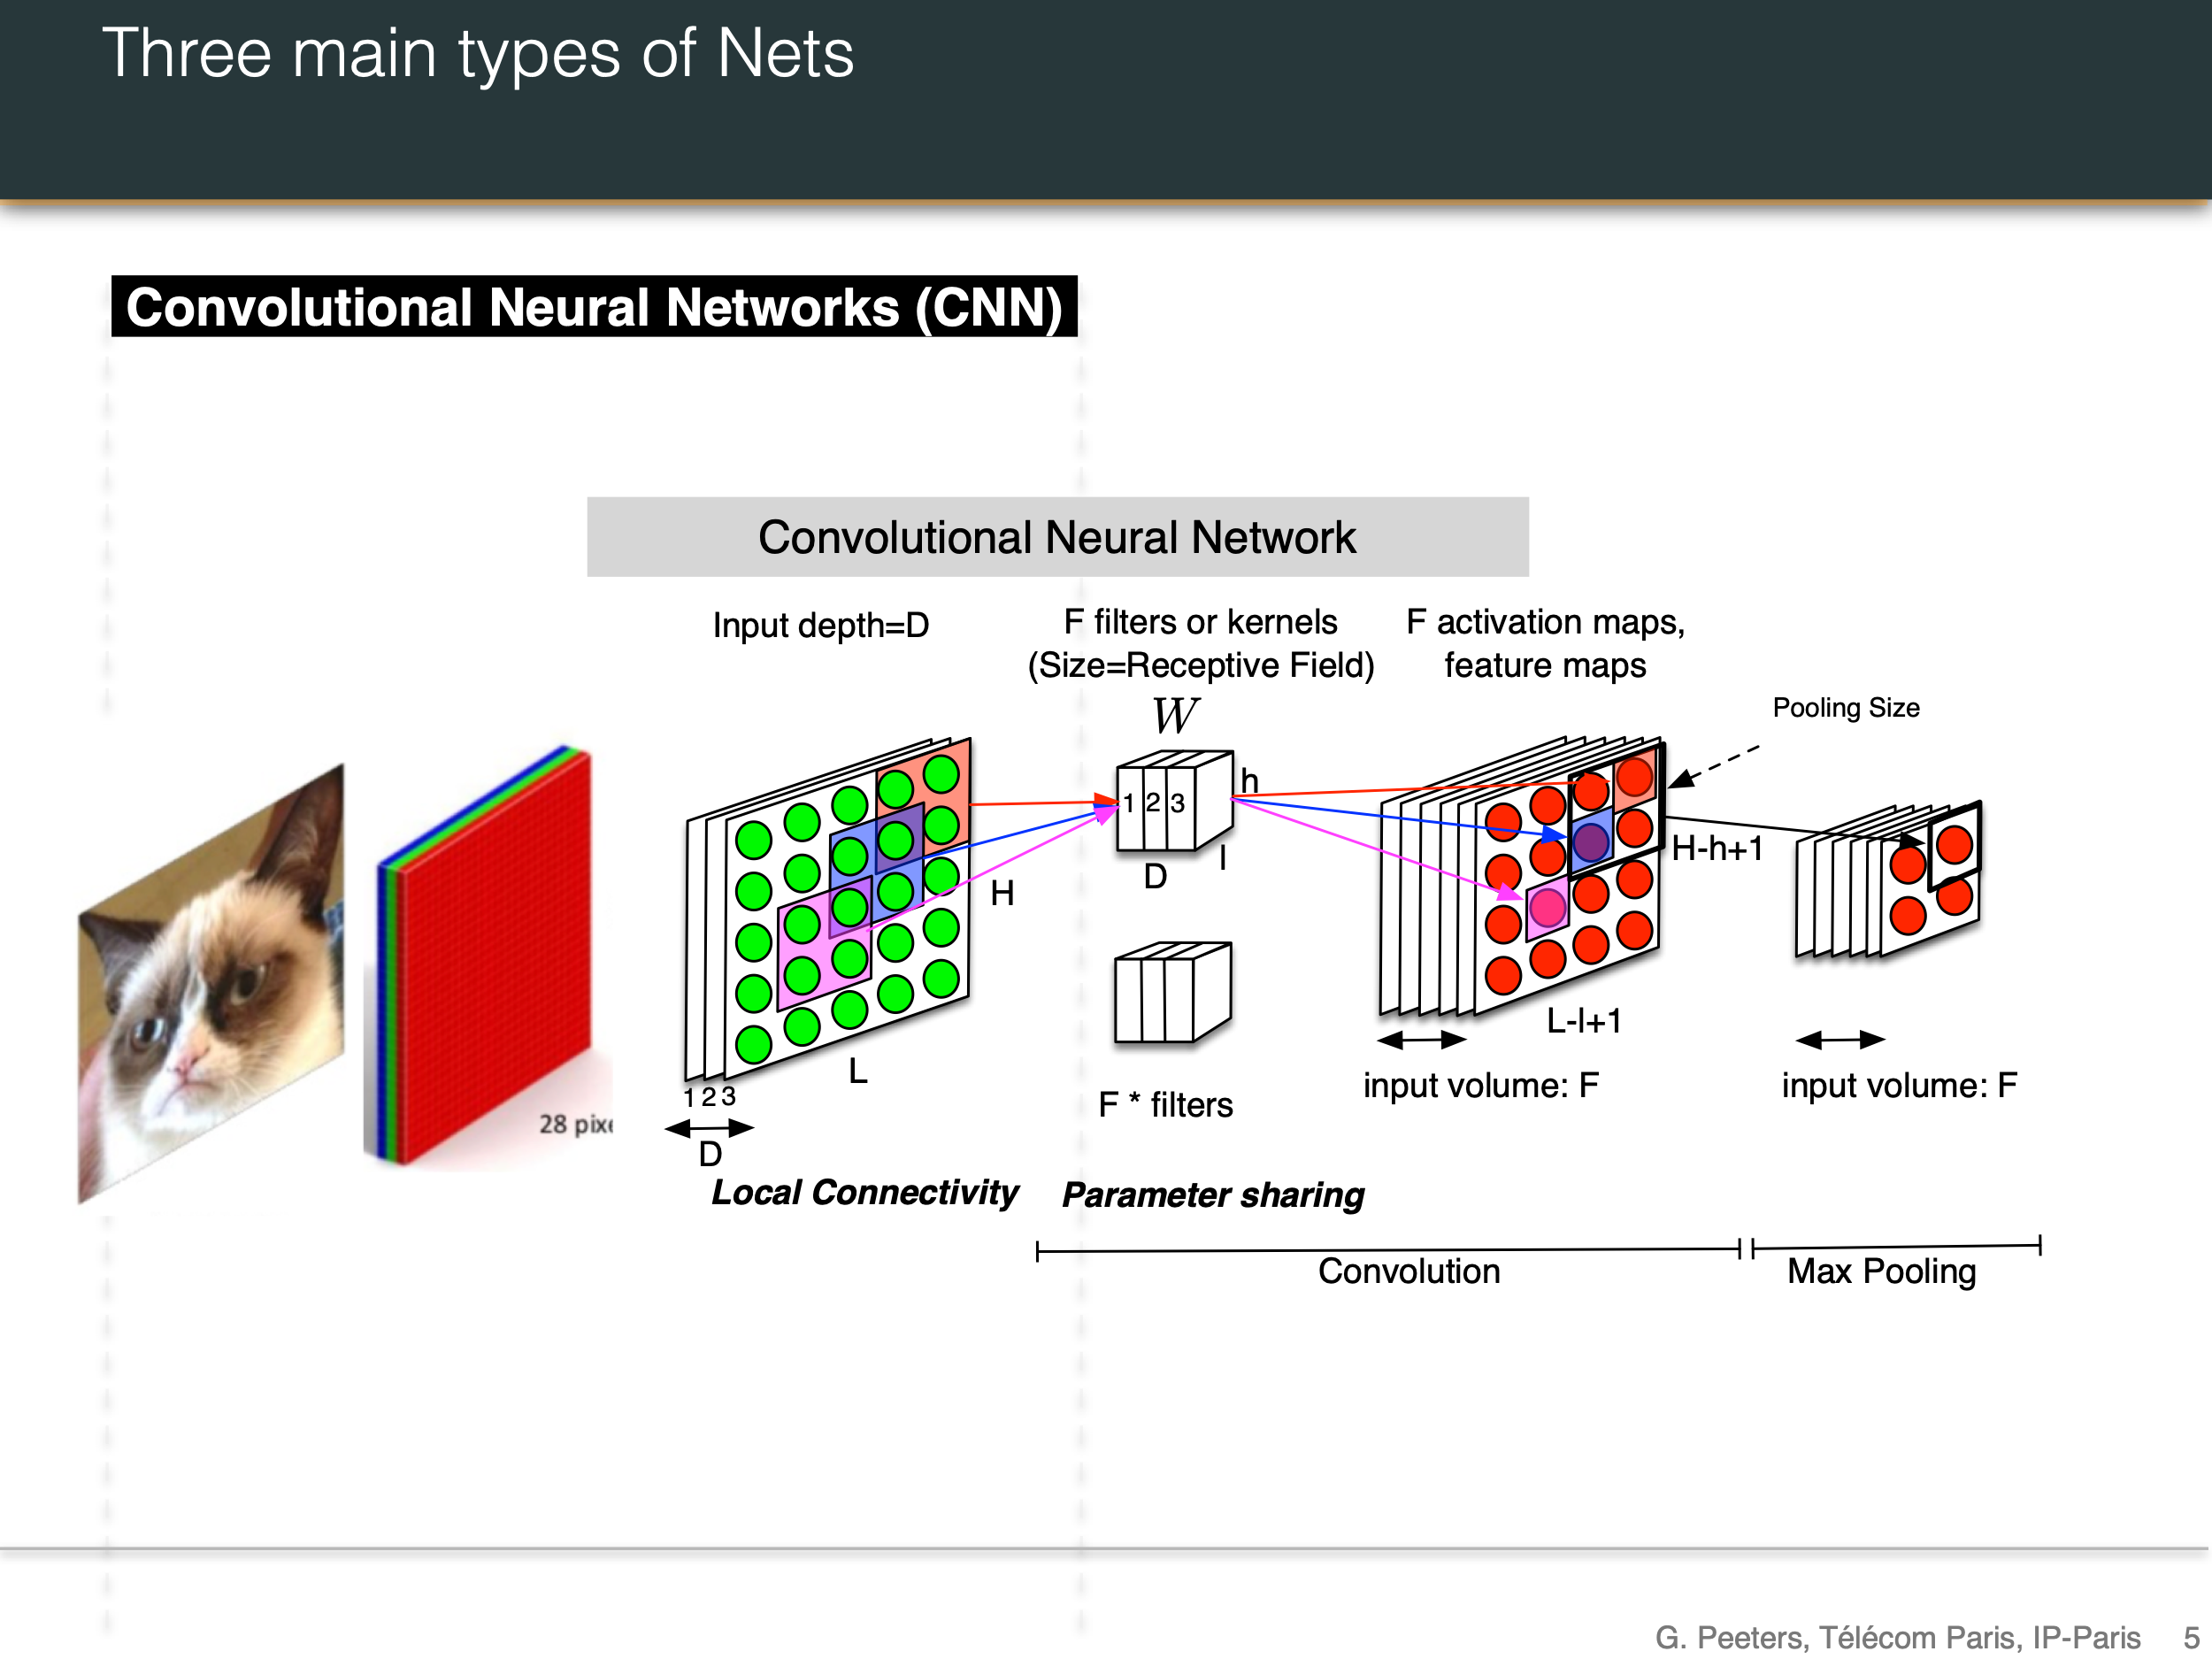 Three main types of Nets
Convolutional Neural Networks (CNN)
Convolutional Neural Network
Input depth=D
F filters or kernels
(Size=Receptive Field)
F activation maps,
feature maps
W
Pooling Size
h
1 2 3
D
l
H
H-h+1
L
L-l+1
1 2 3
D
28 pixe
F * filters
input volume: F
input volume: F
Local Connectivity
Parameter sharing
Convolution
Max Pooling
G. Peeters, Télécom Paris, IP-Paris 5